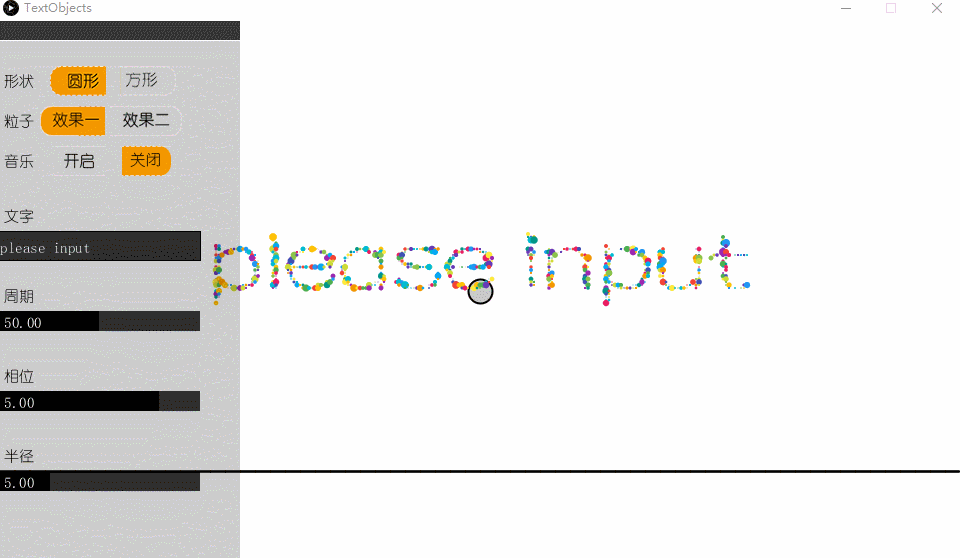 TextObjects
形状 圆形 方形
粒子 效果一 效果二
音乐 开启 关闭
文字
please input
please input
周期
50.00
相位
5.00
半径
5.00